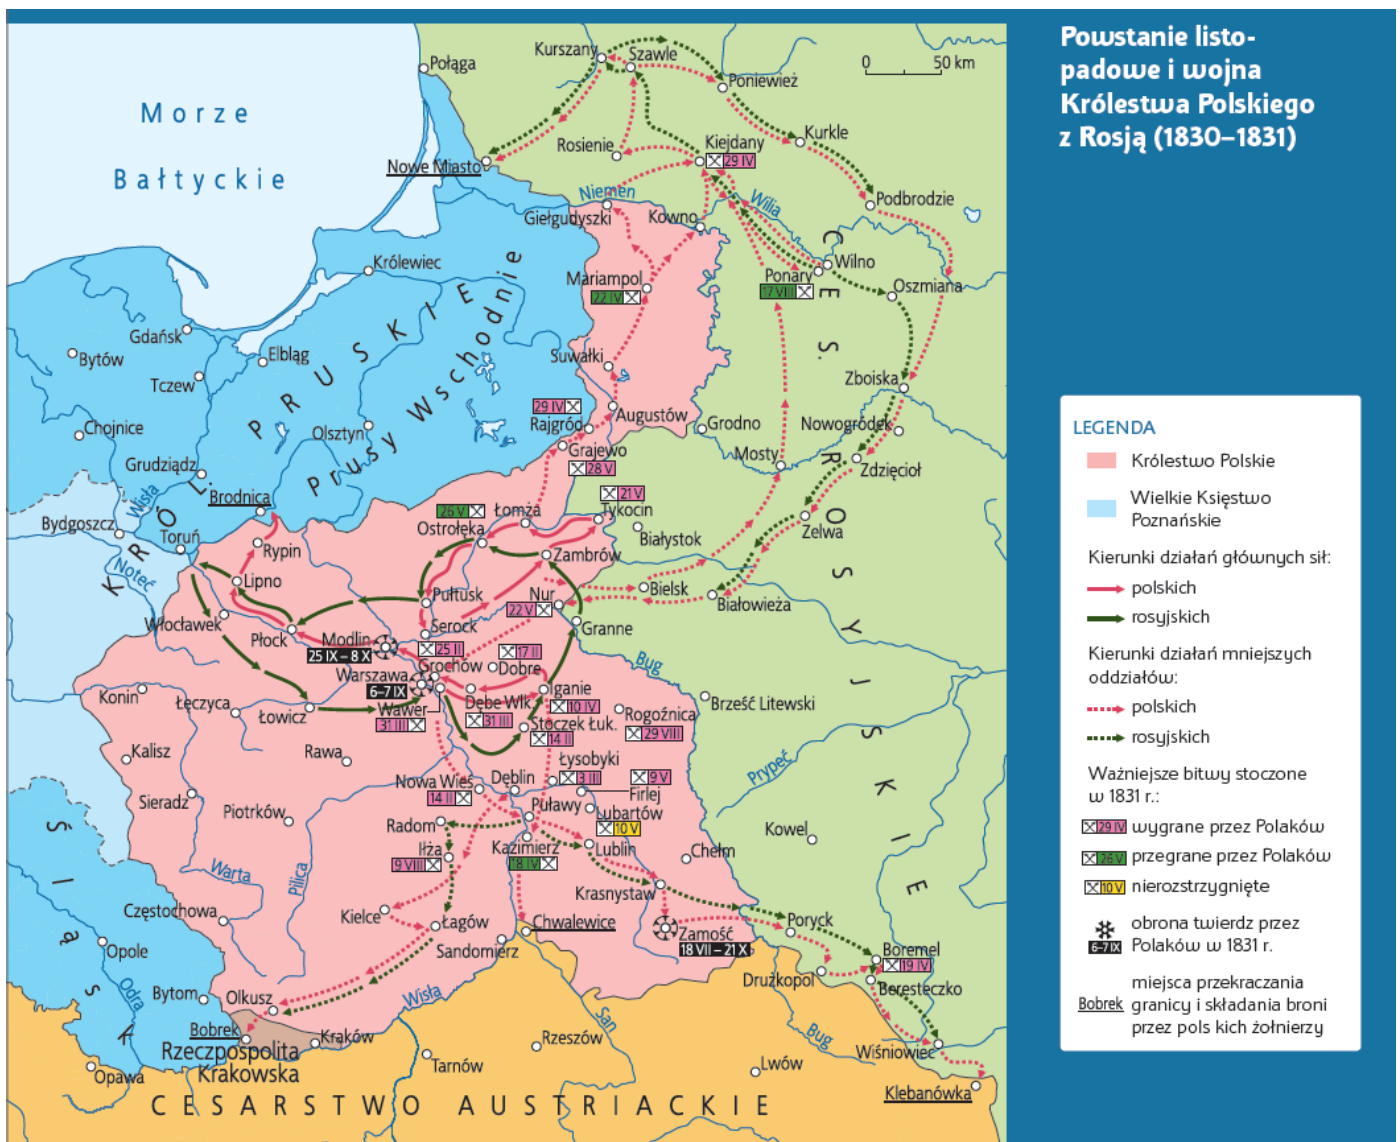 Powstanie listo-
padowe i wojna
Królestwa Polskiego
z Rosją (1830–1831)
LEGENDA
Królestwo Polskie
Wielkie Księstwo
Poznańskie
Kierunki działań głównych sił:
polskich
rosyjskich
Kierunki działań mniejszych
oddziałów:
polskich
rosyjskich
Ważniejsze bitwy stoczone
w 1831 r.:
29 IV wygrane przez Polaków
26 V przegrane przez Polaków
10 V nierozstrzygnięte
obrona twierdz przez
6–7 IX Polaków w 1831 r.
miejsca przekraczania
Bobrek granicy i składania broni
przez pols kich żołnierzy
0 50 km
Morze
Bałtyckie
Połąga
Kurszany
Szawle
Poniewież
Kurkle
Rosienie
Kiejdany
29 IV
Nowe Miasto
Podbrodzie
Niemen
Wilia
Giełgudyszki
Kowno
Wilno
Ponary
17 VIII
Oszmiana
Królewiec
Mariampol
22 IV
Gdańsk
Elbląg
Bytów
Tczew
Suwałki
Zboiska
KRÓL. PRUSKIE
Prusy Wschodnie
CES. ROSYJSKIE
29 IV
Rajgród
Augustów
Grodno
Nowogródek
Chojnice
Olsztyn
Grajewo
28 V
Mosty
Zdzięcioł
Grudziądz
Wisła
Brodnica
21 V
Tykocin
26 V
Łomża
Ostrołęka
Bydgoszcz
Toruń
Rypin
Białystok
Zelwa
Zambrów
Noteć
Lipno
Pułtusk
Nur
22 V
Bielsk
Białowieża
Włocławek
Płock
Serock
Granne
Modlin
25 IX – 8 X
25 II
17 II
Grochów
Dobre
Bug
Warszawa
6–7 IX
Konin
Łęczyca
Łowicz
Wawer
31 III
Dębe Wlk.
31 III
Iganie
10 IV
Rogoźnica
29 VIII
Brześć Litewski
Stoczek Łuk.
14 II
Kalisz
Rawa
Łysobyki
3 III
9 V
Firlej
Prypeć
Sieradz
Nowa Wieś
14 II
Dęblin
Piotrków
Puławy
Lubartów
10 V
Kowel
Radom
Iłża
9 VIII
Kazimierz
18 IV
Lublin
Chełm
Śląsk
Warta
Pilica
Krasnystaw
Częstochowa
Kielce
Łagów
Chwalewice
Zamość
18 VII – 21 X
Poryck
Opole
Sandomierz
Boremel
19 IV
Drużkopol
Beresteczko
Odra
Bytom
Olkusz
Wisła
San
Bug
Bobrek
Kraków
Rzeczpospolita
Krakowska
Rzeszów
Wiśniowiec
Opawa
Tarnów
Lwów
Klebanówka
CESARSTWO AUSTRIACKIE